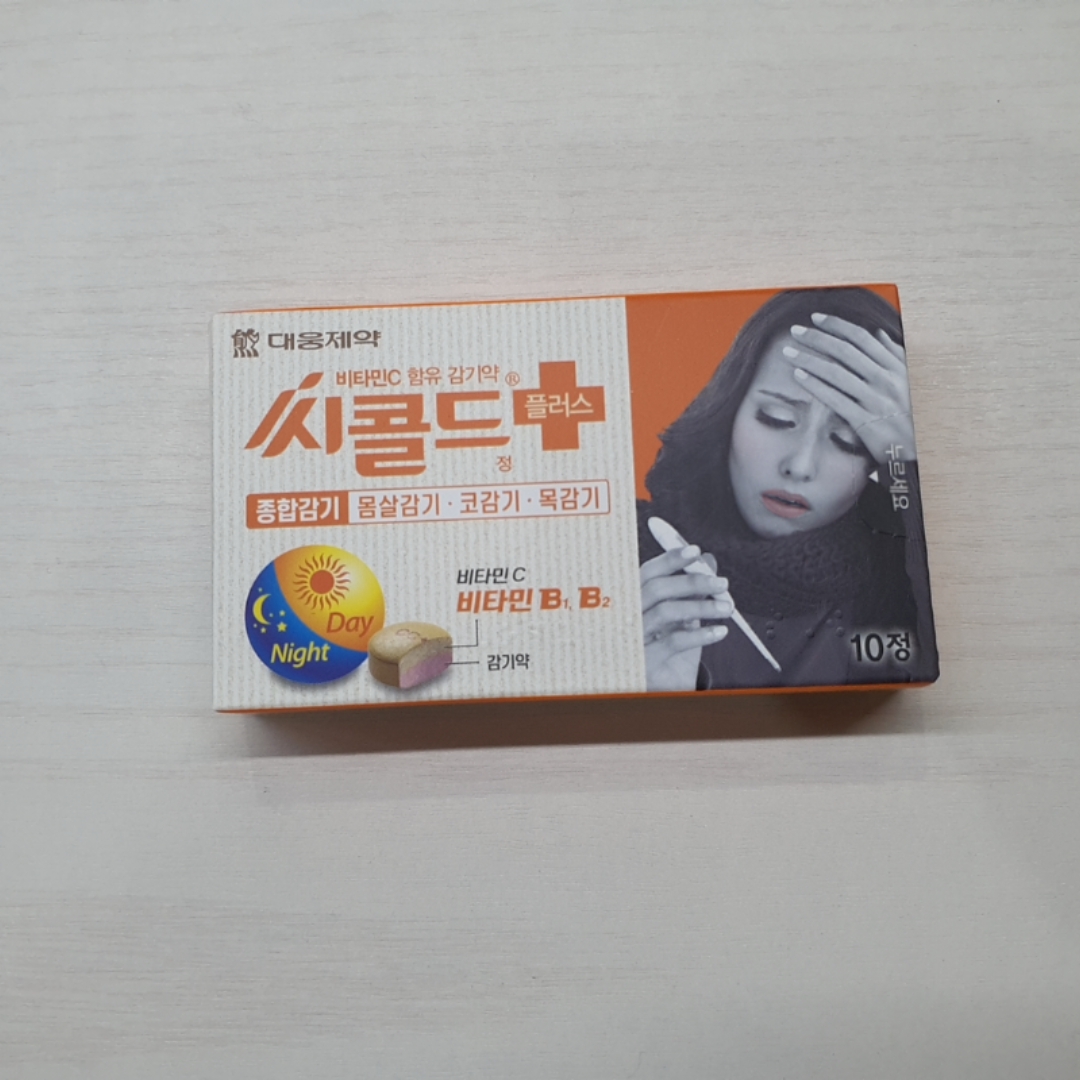 대웅제약
비타민C 함유 감기약 ®
씨콜드 플러스
정
종합감기 몸살감기 · 코감기 · 목감기
Day
Night
비타민 C
비타민 B1, B2
감기약
누르세요
10정